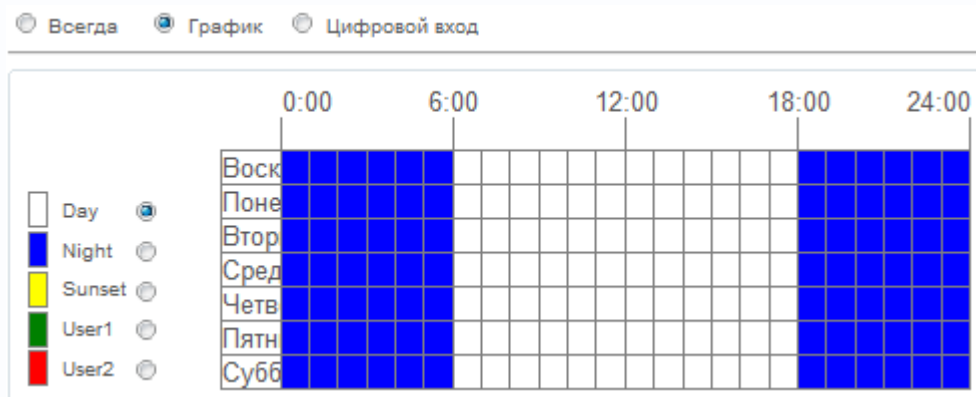 Всегда График Цифровой вход
0:00 6:00 12:00 18:00 24:00
Воск
Поне
Day
Втор
Night
Сред
Sunset
Четв
User1
Пятн
User2
Субб